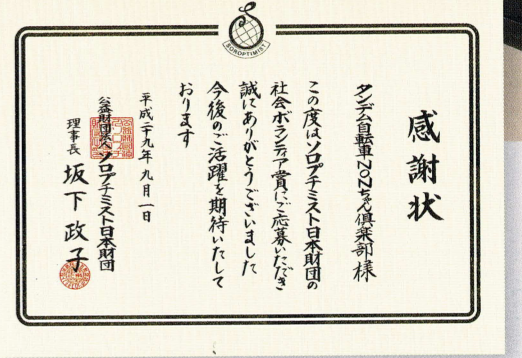 SOROPTIMIST
感謝状
タンデム自転車NONちゃん倶楽部 様
この度はソロプチミスト日本財団の
社会ボランティア賞にご応募いただき
誠にありがとうございました
今後のご活躍を期待いたして
おります
平成二十九年 九月一日
公益財団法人 ソロプチミスト日本財団
理事長 坂下 政子